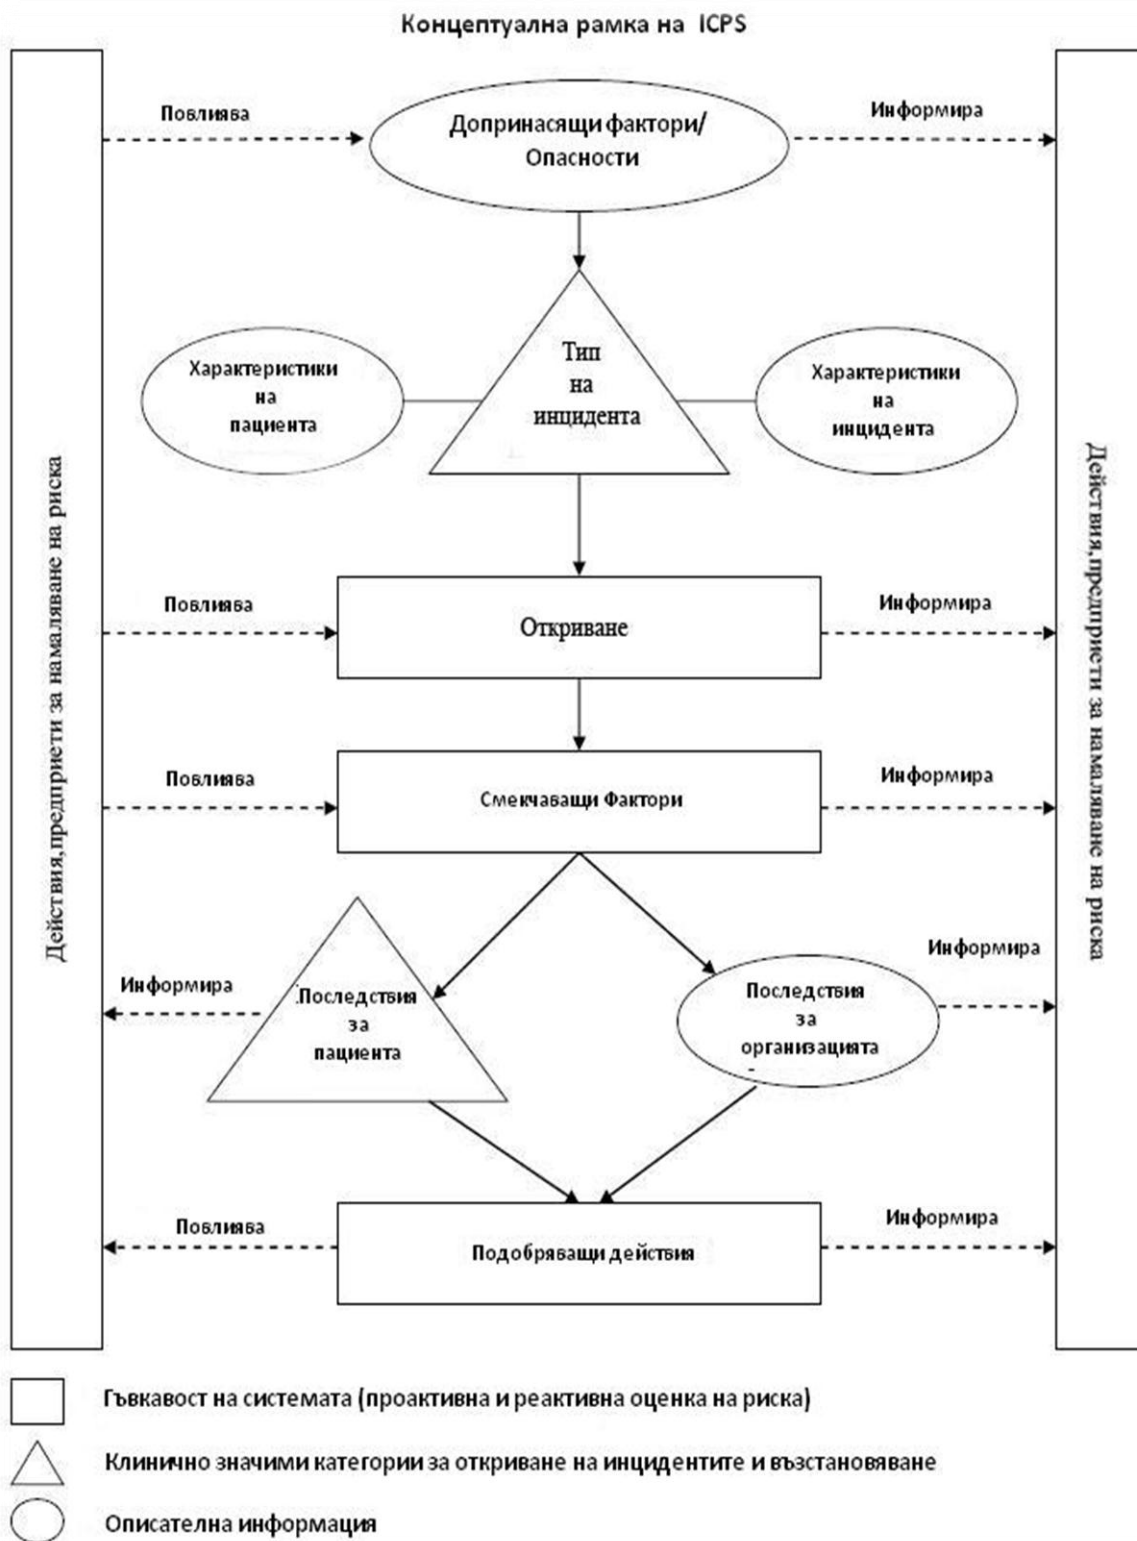 Концептуална рамка на ICPS
Повлиява
Допринасящи фактори/
Опасности
Информира
Характеристики
на
пациента
Тип
на
инцидента
Характеристики
на
инцидента
Действия,предприети за намаляване на риска
Действия,предприети за намаляване на риска
Повлиява
Откриване
Информира
Повлиява
Смекчаващи Фактори
Информира
Информира
Последствия
за
пациента
Последствия
за
организацията
Информира
Повлиява
Подобряващи действия
Информира
Гъвкавост на системата (проактивна и реактивна оценка на риска)
Клинично значими категории за откриване на инцидентите и възстановяване
Описателна информация